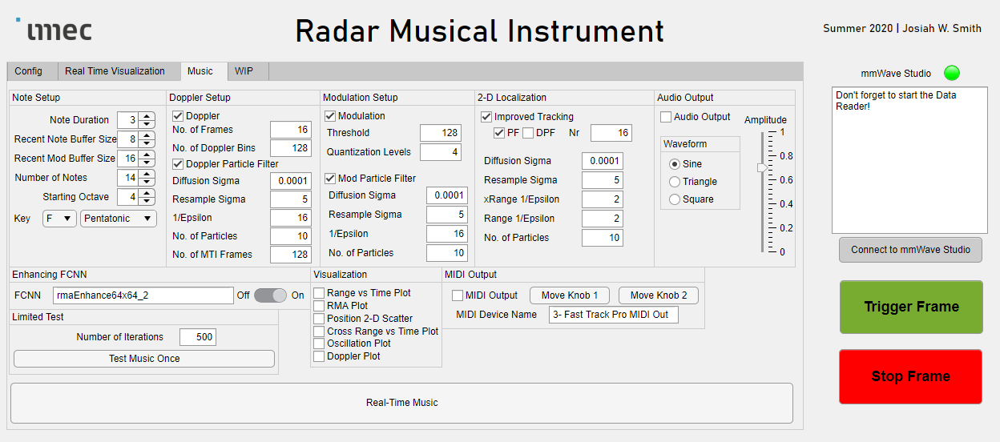 imec
Radar Musical Instrument
Summer 2020 | Josiah W. Smith
Config
Real Time Visualization
Music
WIP
Note Setup
Note Duration 3
Recent Note Buffer Size 8
Recent Mod Buffer Size 16
Number of Notes 14
Starting Octave 4
Key F Pentatonic
Doppler Setup
Doppler
No. of Frames 16
No. of Doppler Bins 128
Doppler Particle Filter
Diffusion Sigma 0.0001
Resample Sigma 5
1/Epsilon 16
No. of Particles 10
No. of MTI Frames 128
Modulation Setup
Modulation
Threshold 128
Quantization Levels 4
Mod Particle Filter
Diffusion Sigma 0.0001
Resample Sigma 5
1/Epsilon 16
No. of Particles 10
2-D Localization
Improved Tracking
PF DPF Nr 16
Diffusion Sigma 0.0001
Resample Sigma 5
xRange 1/Epsilon 2
Range 1/Epsilon 2
No. of Particles 10
Audio Output
Audio Output
Waveform
Sine
Triangle
Square
Amplitude
1
0.8
0.6
0.4
0.2
0
Enhancing FCNN
FCNN rmaEnhance64x64_2 Off On
Limited Test
Number of Iterations 500
Test Music Once
Visualization
Range vs Time Plot
RMA Plot
Position 2-D Scatter
Cross Range vs Time Plot
Oscillation Plot
Doppler Plot
MIDI Output
MIDI Output Move Knob 1 Move Knob 2
MIDI Device Name 3- Fast Track Pro MIDI Out
Real-Time Music
mmWave Studio
Don't forget to start the Data
Reader!
Connect to mmWave Studio
Trigger Frame
Stop Frame